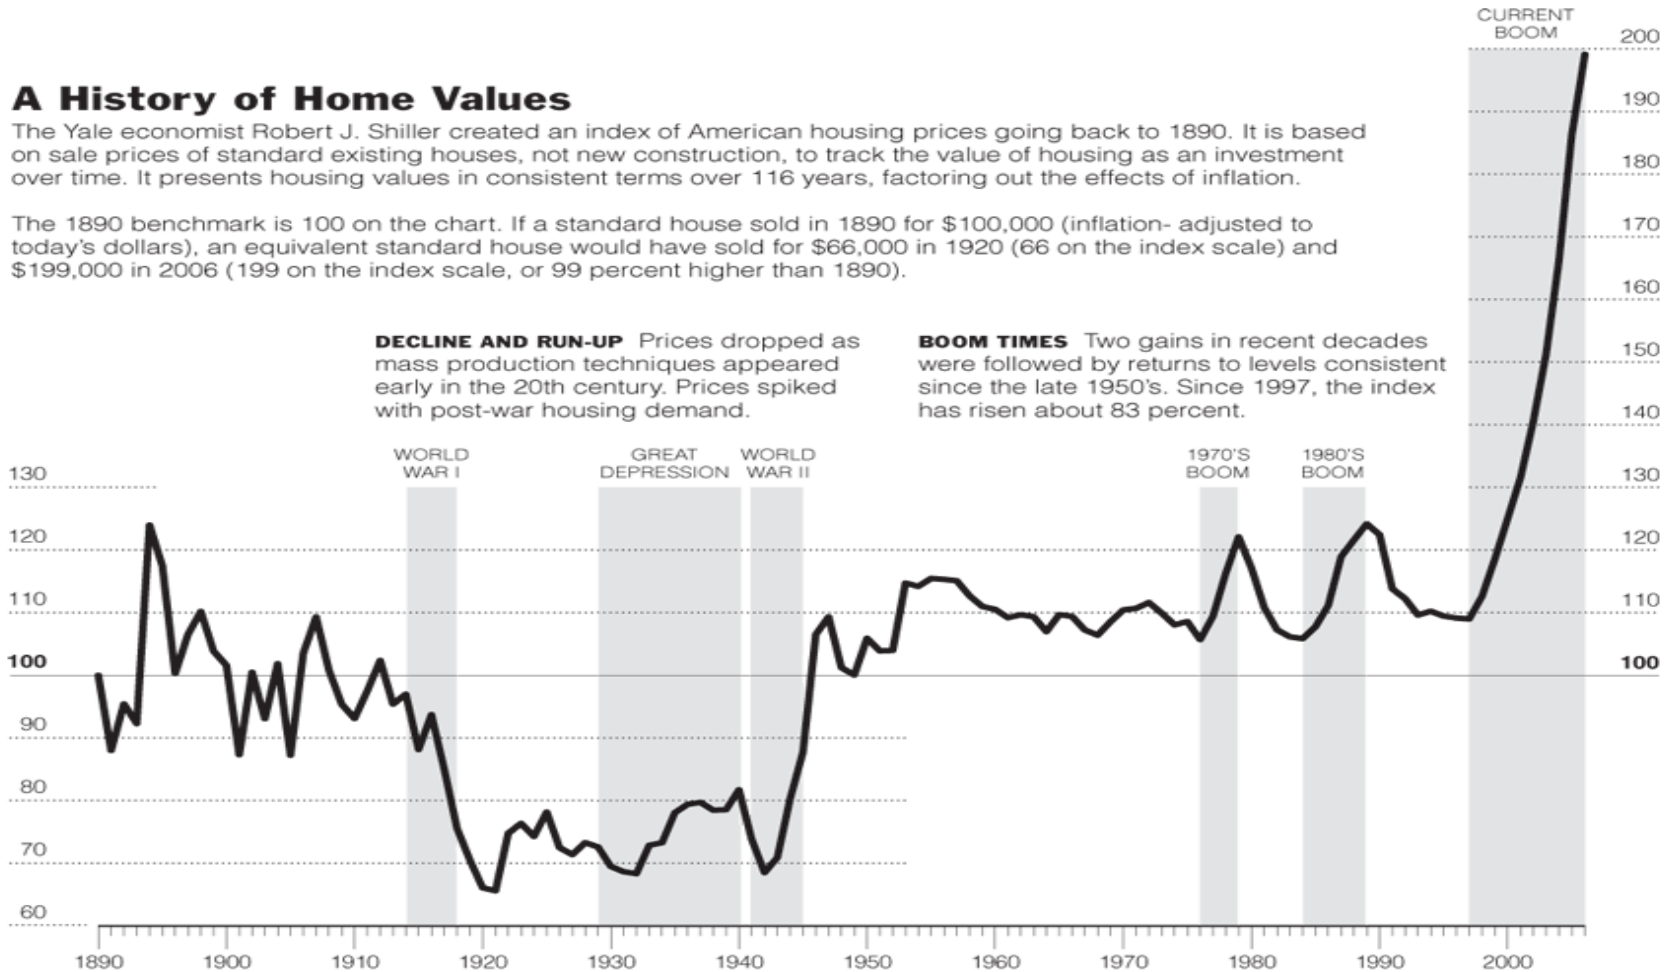 CURRENT
BOOM
A History of Home Values
The Yale economist Robert J. Shiller created an index of American housing prices going back to 1890. It is based
on sale prices of standard existing houses, not new construction, to track the value of housing as an investment
over time. It presents housing values in consistent terms over 116 years, factoring out the effects of inflation.
The 1890 benchmark is 100 on the chart. If a standard house sold in 1890 for $100,000 (inflation- adjusted to
today's dollars), an equivalent standard house would have sold for $66,000 in 1920 (66 on the index scale) and
$199,000 in 2006 (199 on the index scale, or 99 percent higher than 1890).
DECLINE AND RUN-UP Prices dropped as
mass production techniques appeared
early in the 20th century. Prices spiked
with post-war housing demand.
BOOM TIMES Two gains in recent decades
were followed by returns to levels consistent
since the late 1950's. Since 1997, the index
has risen about 83 percent.
WORLD
WAR I
GREAT
DEPRESSION
WORLD
WAR II
1970'S
BOOM
1980'S
BOOM
130
120
110
100
90
80
70
60
200
190
180
170
160
150
140
130
120
110
100
1890 1900 1910 1920 1930 1940 1950 1960 1970 1980 1990 2000